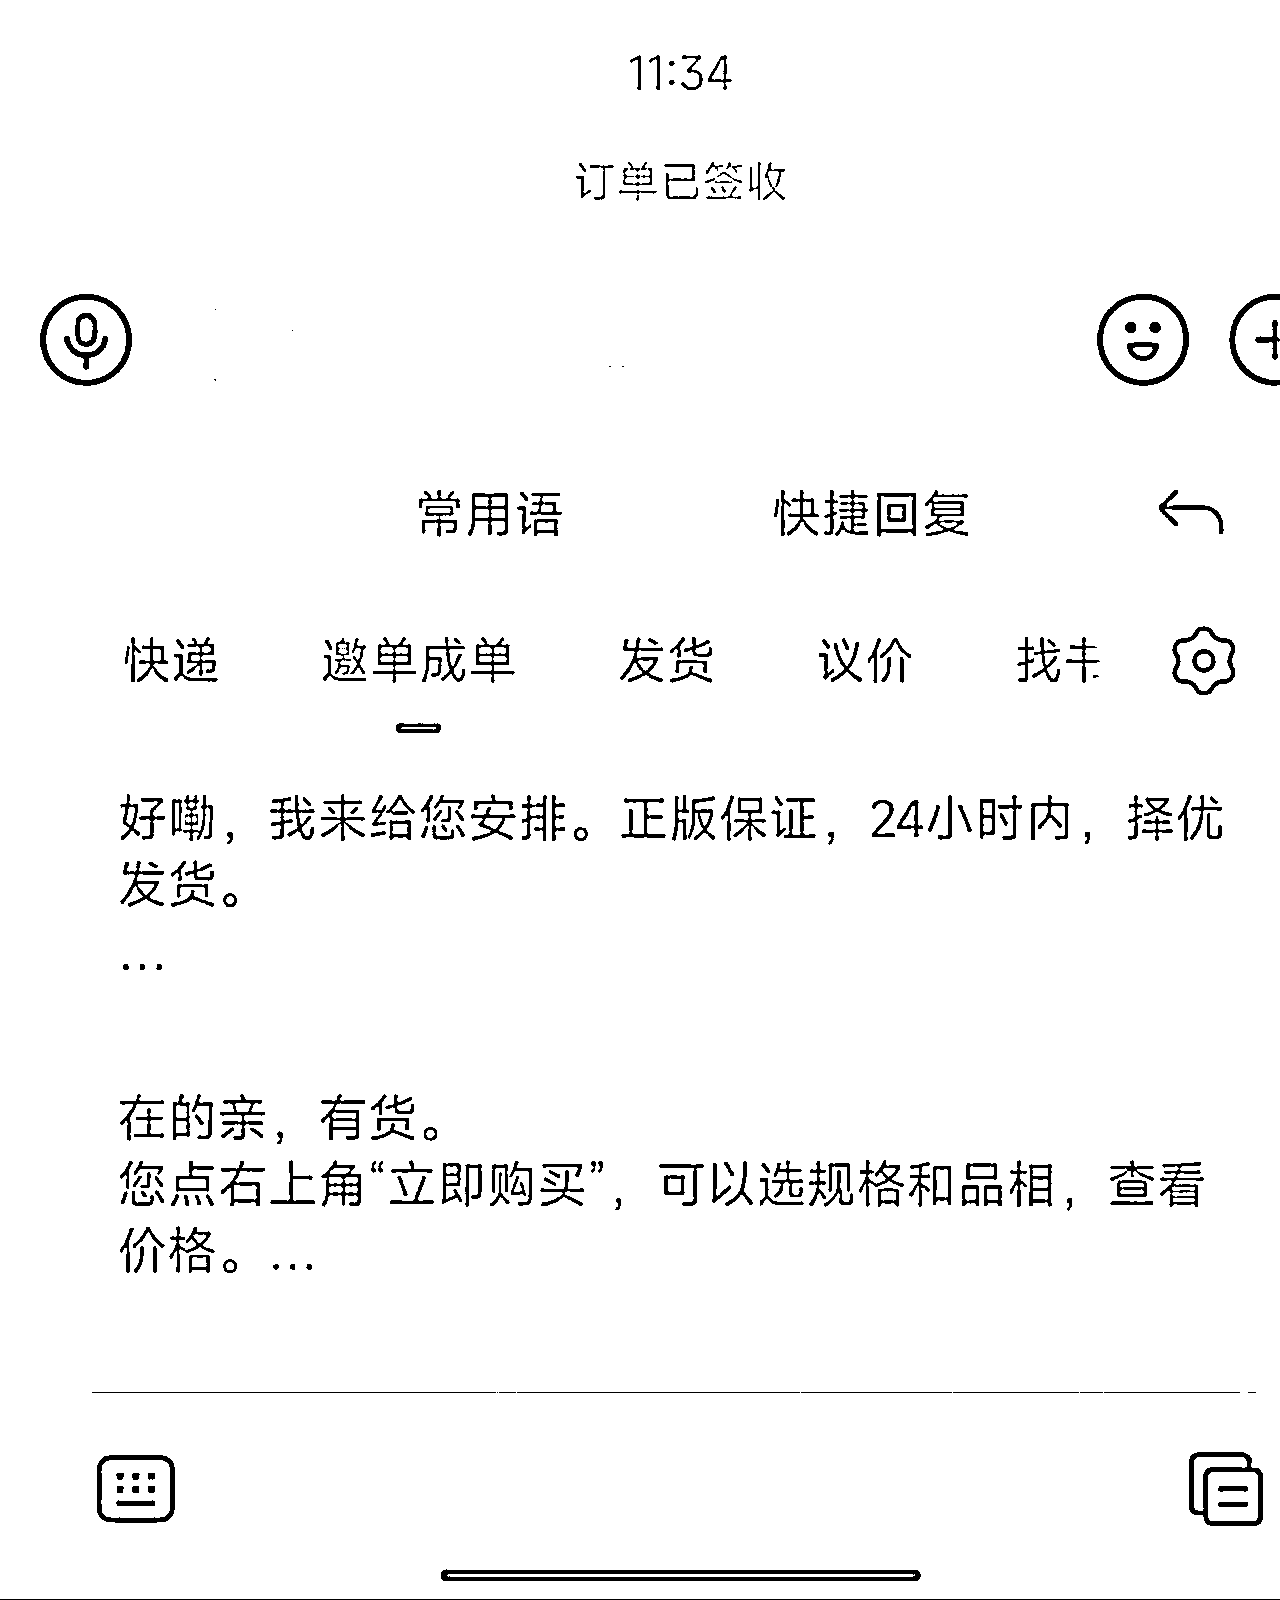 11:34
订单已签收
常用语 快捷回复
快递 邀单成单 发货 议价 找
好嘞，我来给您安排。正版保证，24小时内，择优
发货。
...
在的亲，有货。
您点右上角“立即购买”，可以选规格和品相，查看
价格。...